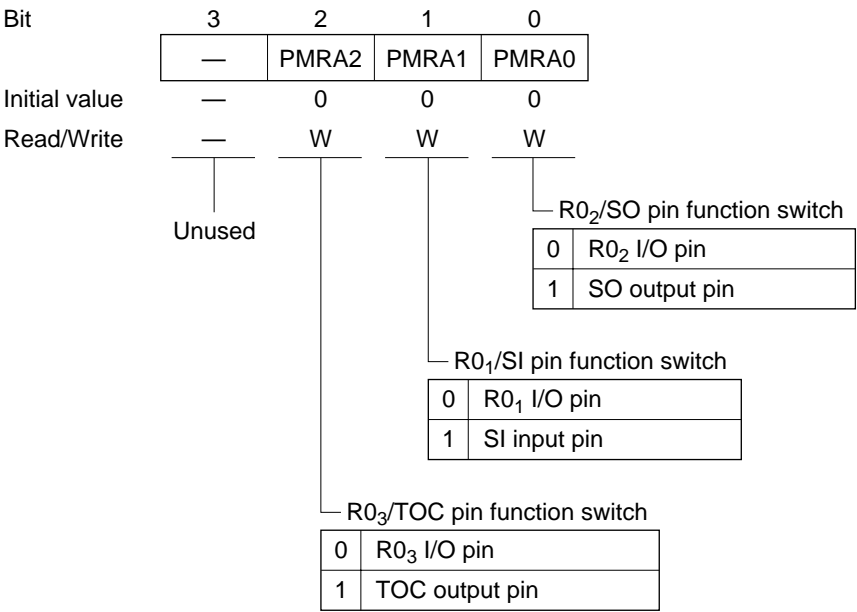 Bit 3 2 1 0
— PMRA2 PMRA1 PMRA0
Initial value — 0 0 0
Read/Write — W W W
Unused
R0₂/SO pin function switch
0 R0₂ I/O pin
1 SO output pin
R0₁/SI pin function switch
0 R0₁ I/O pin
1 SI input pin
R0₃/TOC pin function switch
0 R0₃ I/O pin
1 TOC output pin